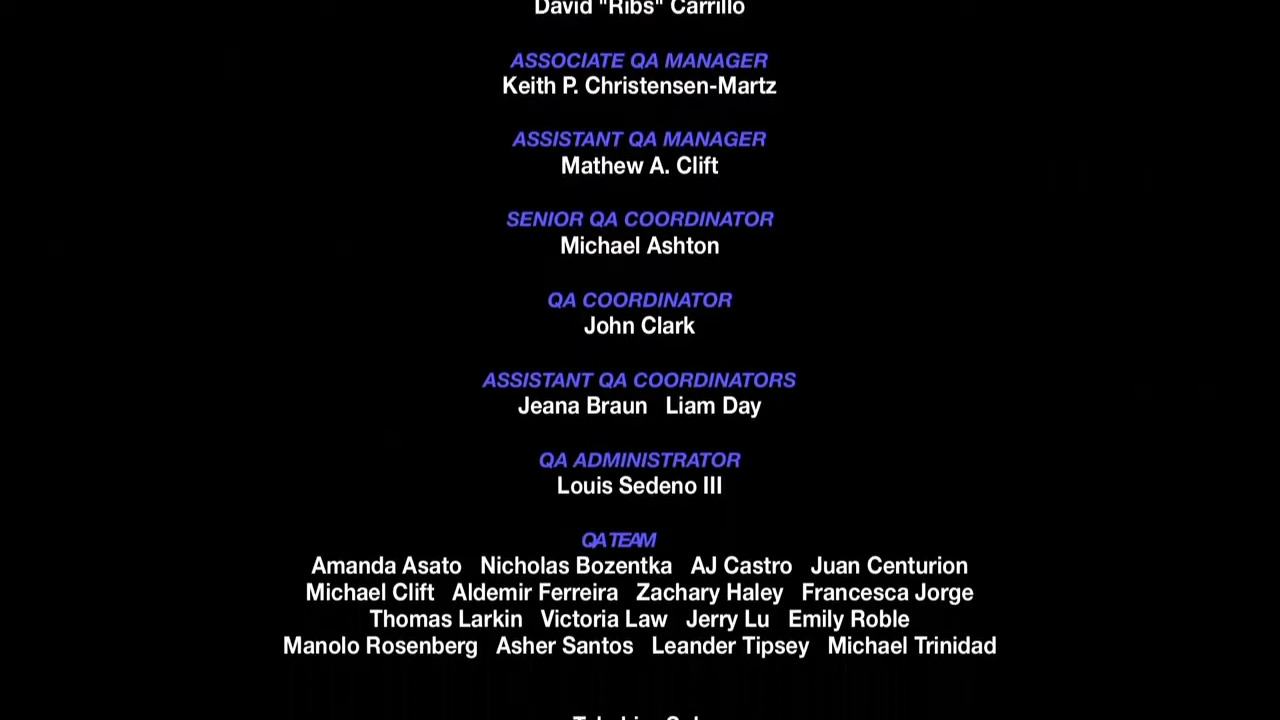 David "Ribs" Carrillo
ASSOCIATE QA MANAGER
Keith P. Christensen-Martz
ASSISTANT QA MANAGER
Mathew A. Clift
SENIOR QA COORDINATOR
Michael Ashton
QA COORDINATOR
John Clark
ASSISTANT QA COORDINATORS
Jeana Braun Liam Day
QA ADMINISTRATOR
Louis Sedeno III
QA TEAM
Amanda Asato Nicholas Bozentka AJ Castro Juan Centurion
Michael Clift Aldemir Ferreira Zachary Haley Francesca Jorge
Thomas Larkin Victoria Law Jerry Lu Emily Roble
Manolo Rosenberg Asher Santos Leander Tipsey Michael Trinidad